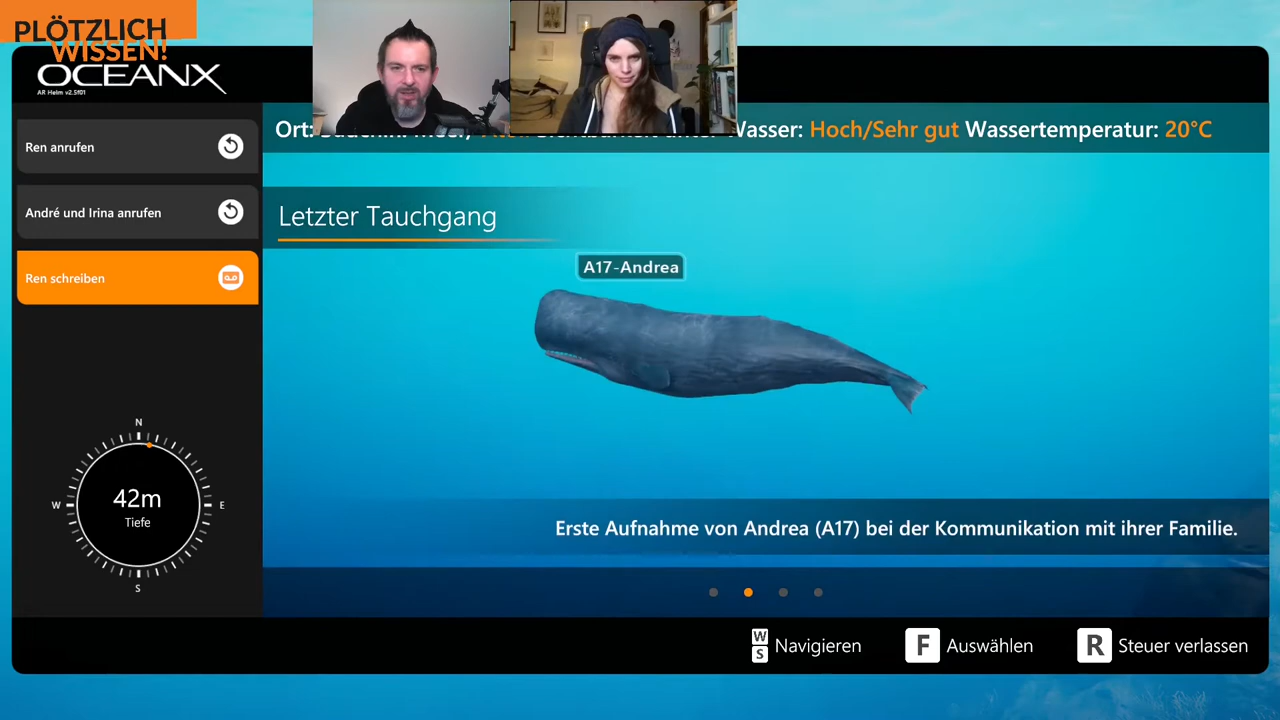 PLÖTZLICH
WISSEN!
OCEANX
AR Helm v2.5f01
Ort:
Wasser: Hoch/Sehr gut Wassertemperatur: 20°C
Ren anrufen
André und Irina anrufen
Ren schreiben
Letzter Tauchgang
A17-Andrea
N
W
E
S
42m
Tiefe
Erste Aufnahme von Andrea (A17) bei der Kommunikation mit ihrer Familie.
W
S
Navigieren
F Auswählen
R Steuer verlassen